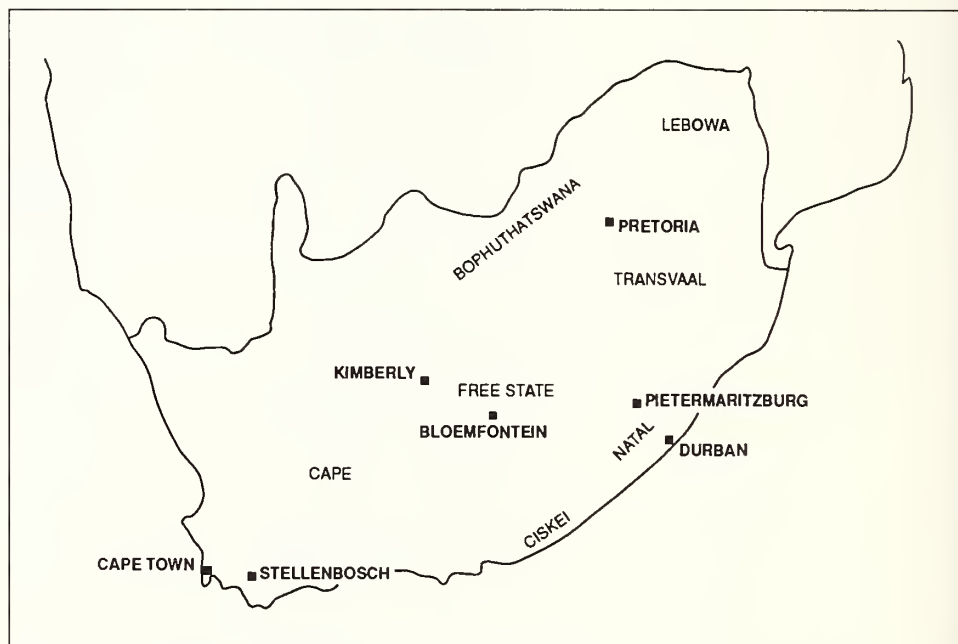 LEBOWA
BOPHUTHATSWANA
PRETORIA
TRANSVAAL
KIMBERLY
FREE STATE
PIETERMARITZBURG
BLOEMFONTEIN
NATAL
DURBAN
CAPE
CISKEI
CAPE TOWN
STELLENBOSCH